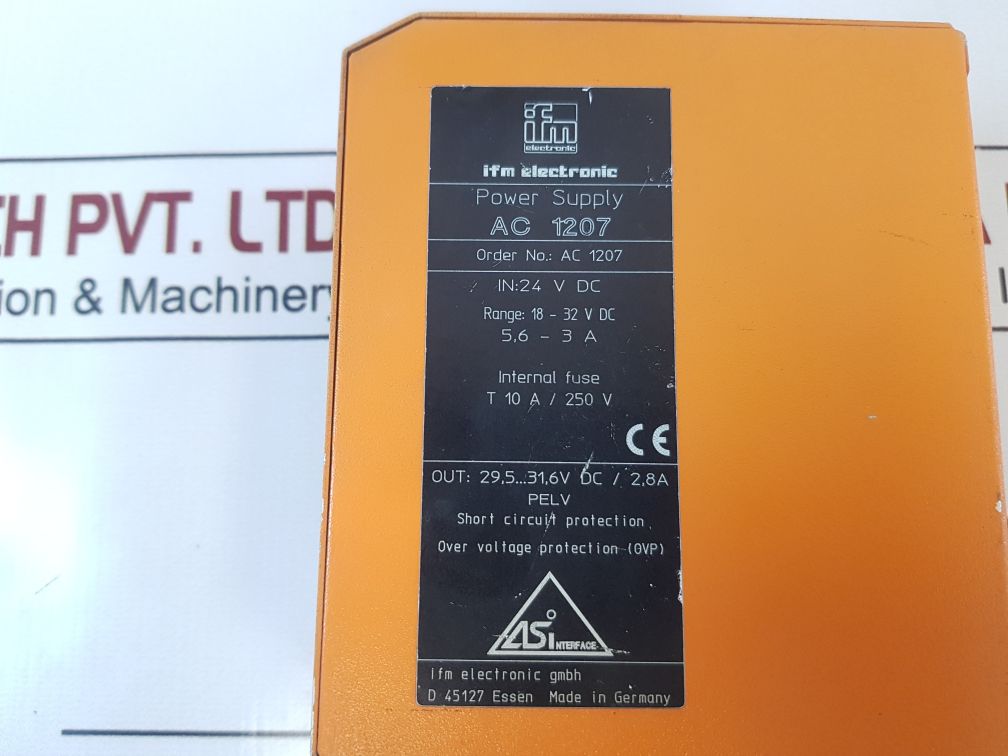 ifm
electronic
ifm electronic
Power Supply
AC 1207
Order No.: AC 1207
IN:24 V DC
Range: 18 - 32 V DC
5,6 - 3 A
Internal fuse
T 10 A / 250 V
CE
OUT: 29,5...31,6V DC / 2,8A
PELV
Short circuit protection
Over voltage protection (OVP)
ASi NTERFACE
ifm electronic gmbh
D 45127 Essen Made in Germany
CH PVT. LTD
ion & Machinery